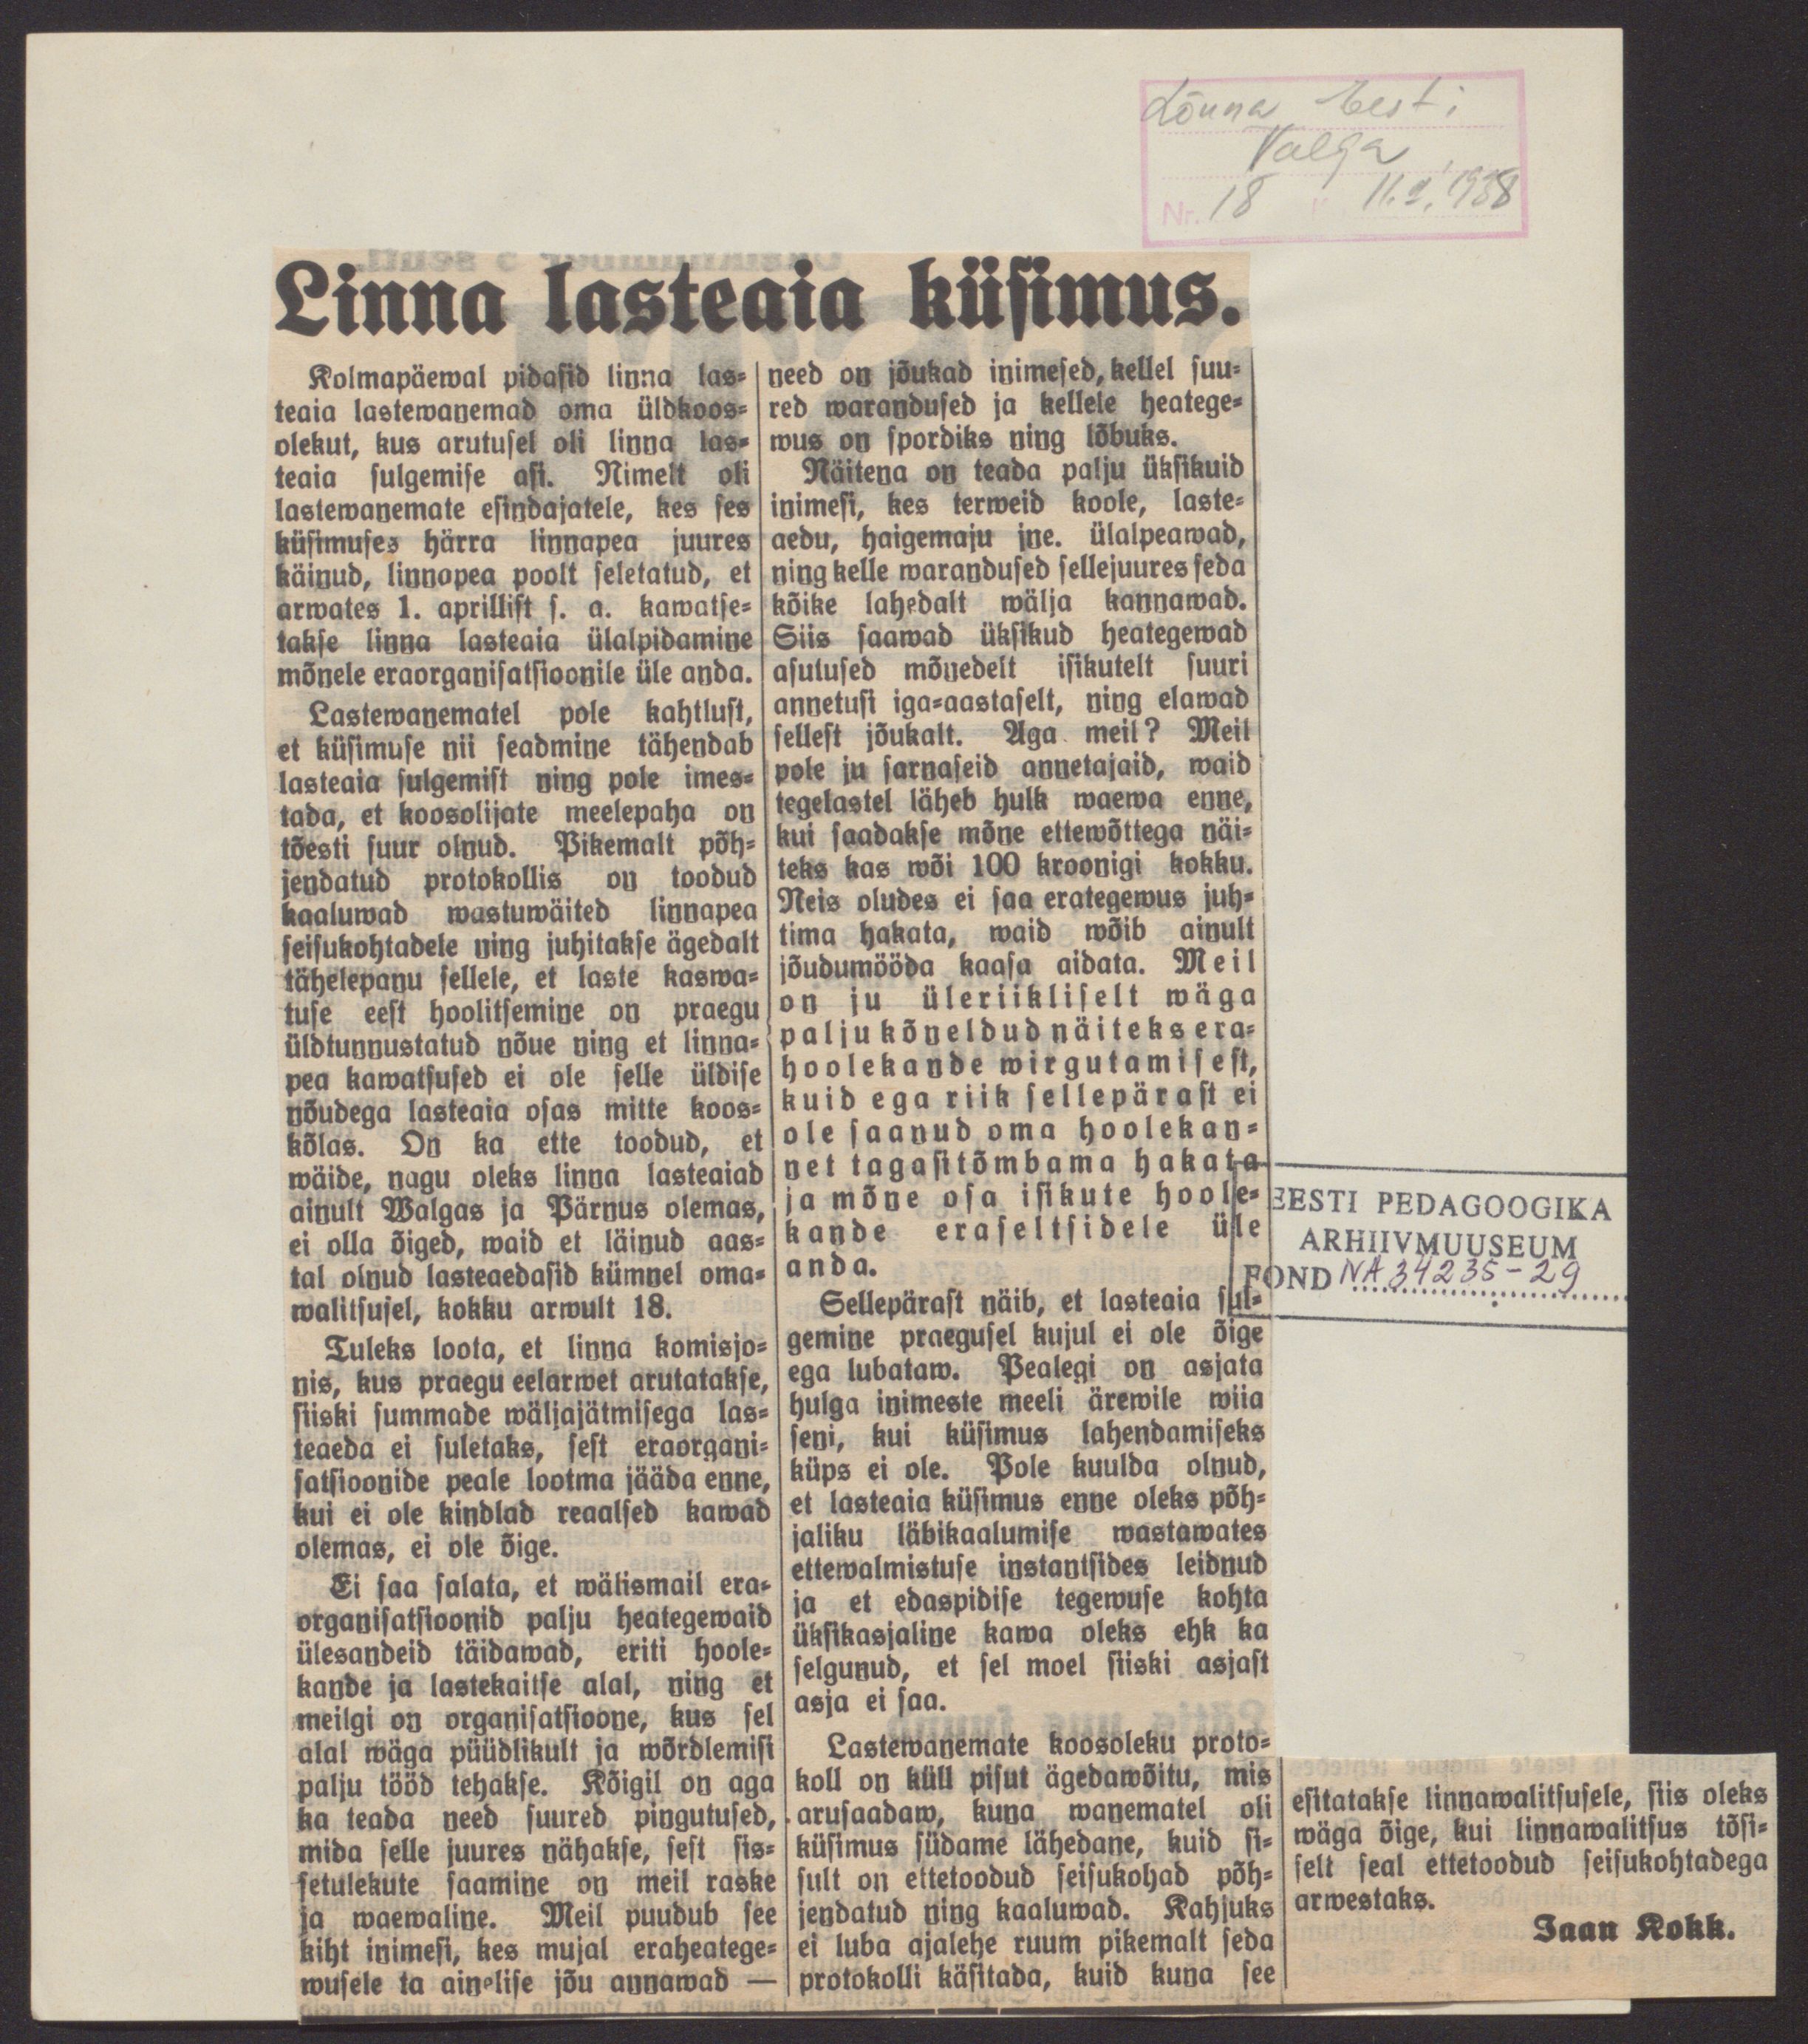 Lõuna Eesti
Valga
Nr. 18 11.2.1938
Linna lasteaia küsimus.
Kolmapäewal pidasid linna las-
teaia lastewanemad oma üldkoos-
olekut, kus arutusel oli linna las-
teaia sulgemise asi. Nimelt oli
lastewanemate esindajatele, kes ses
küsimuses härra linnapea juures
käinud, linnapea poolt seletatud, et
arwates 1. aprillist s. a. kawatse-
takse linna lasteaia ülalpidamine
mõnele eraorganisatsioonile üle anda.
Lastewanematel pole kahtlust,
et küsimuse nii seadmine tähendab
lasteaia sulgemist ning pole imes-
tada, et koosolijate meelepaha on
tõesti suur olnud. Pikemalt põh-
jendatud protokollis on toodud
kaaluwad wastuwäited linnapea
seisukohtadele ning juhitakse ägedalt
tähelepanu sellele, et laste kaswa-
tuse eest hoolitsemine on praegu
üldtunnustatud nõue ning et linna-
pea kawatsused ei ole selle üldise
nõudega lasteaia osas mitte koos-
kõlas. On ka ette toodud, et
wäide, nagu oleks linna lasteaiad
ainult Walgas ja Pärnus olemas,
ei olla õiged, waid et läinud aas-
tal olnud lasteaedasid kümnel oma-
walitsusel, kokku arwult 18.
Tuleks loota, et linna komisjo-
nis, kus praegu eelarwet arutatakse,
siiski summade wäljajätmisega las-
teaeda ei suletaks, sest eraorgani-
satsioonide peale lootma jääda enne,
kui ei ole kindlad reaalsed kawad
olemas, ei ole õige.
Ei saa salata, et wälismail era-
organisatsioonid palju heategewaid
ülesandeid täidawad, eriti hoole-
kande ja lastekaitse alal, ning et
meilgi on organisatsioone, kus sel
alal wäga püüdlikult ja wõrdlemisi
palju tööd tehakse. Kõigil on aga
ka teada need suured pingutused,
mida selle juures nähakse, sest sis-
setulekute saamine on meil raske
ja waewaline. Meil puudub see
kiht inimesi, kes mujal eraheatege-
wusele ta ainelise jõu annawad —
need on jõukad inimesed, kellel suu-
red warandused ja kellele heatege-
wus on spordiks ning lõbuks.
Näitena on teada palju üksikuid
inimesi, kes terweid koole, laste-
aedu, haigemaju jne. ülalpeawad,
ning kelle warandused sellejuures seda
kõike lahedalt wälja kannawad.
Siis saawad üksikud heategewad
asutused mõnedelt isikutelt suuri
annetusi iga-aastaselt, ning elawad
sellest jõukalt. Aga meil? Meil
pole ju sarnaseid annetajaid, waid
tegelastel läheb hulk waewa enne,
kui saadakse mõne ettewõttega näi-
teks kas wõi 100 kroonigi kokku.
Neis oludes ei saa erategewus juh-
tima hakata, waid wõib ainult
jõudumööda kaasa aidata. Meil
on ju üleriikliselt wäga
palju kõneldud näiteks era-
hoolekande wirgutamisest,
kuid ega riik sellepärast ei
ole saanud oma hoolekan-
net tagasitõmbama hakata
ja mõne osa isikute hoole-
kande eraseltsidele üle
anda.
Sellepärast näib, et lasteaia sul-
gemine praegusel kujul ei ole õige
ega lubataw. Pealegi on asjata
hulga inimeste meeli ärewile wiia
seni, kui küsimus lahendamiseks
küps ei ole. Pole kuulda olnud,
et lasteaia küsimus enne oleks põh-
jaliku läbikaalumise wastawates
ettewalmistuse instantsides leidnud
ja et edaspidise tegewuse kohta
üksikasjaline kawa oleks ehk ka
selgunud, et sel moel siiski asjast
asja ei saa.
Lastewanemate koosoleku proto-
koll on küll pisut ägedawõitu, mis
arusaadaw, kuna wanematel oli
küsimus südame lähedane, kuid si-
sult on ettetoodud seisukohad põh-
jendatud ning kaaluwad. Kahjuks
ei luba ajalehe ruum pikemalt seda
protokolli käsitada, kuid kuna see
esitatakse linnawalitsusele, siis oleks
wäga õige, kui linnawalitsus tõsi-
selt seal ettetoodud seisukohtadega
arwestaks.
Jaan Kokk.
EESTI PEDAGOOGIKA
ARHIIVMUUSEUM
FOND NA 34235-29